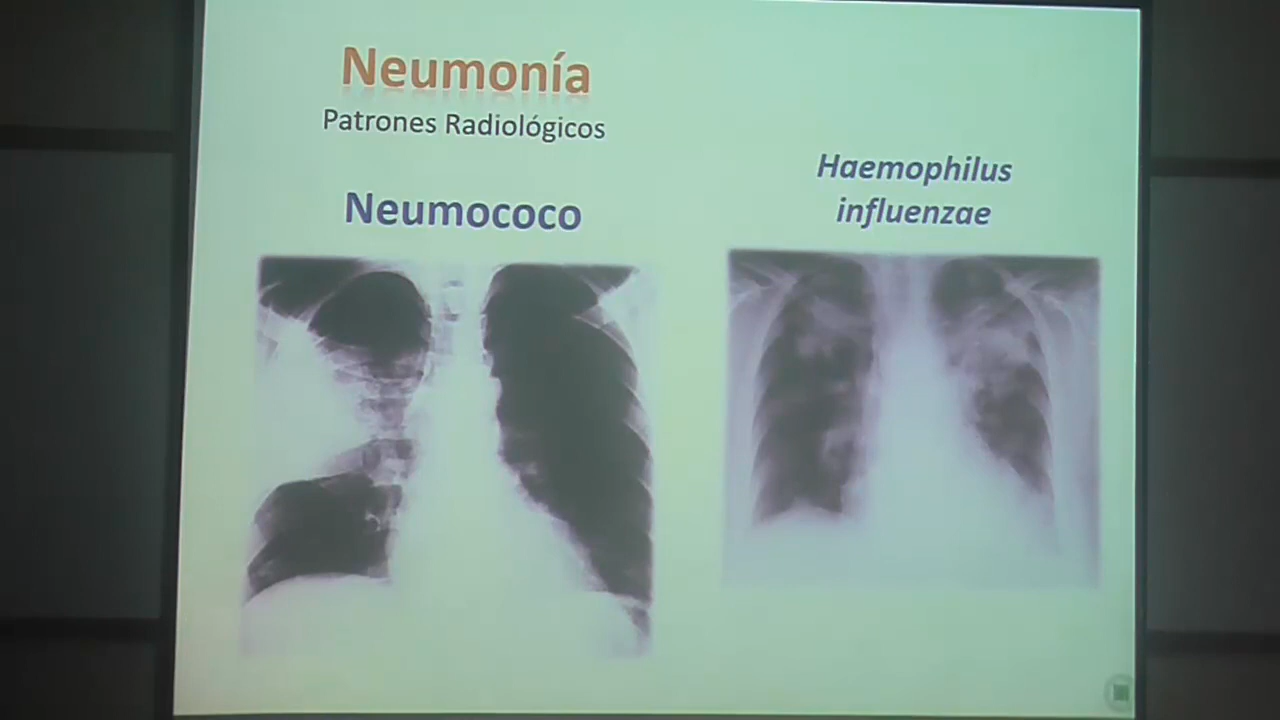 Neumonía
Patrones Radiológicos
Neumococo
Haemophilus
influenzae